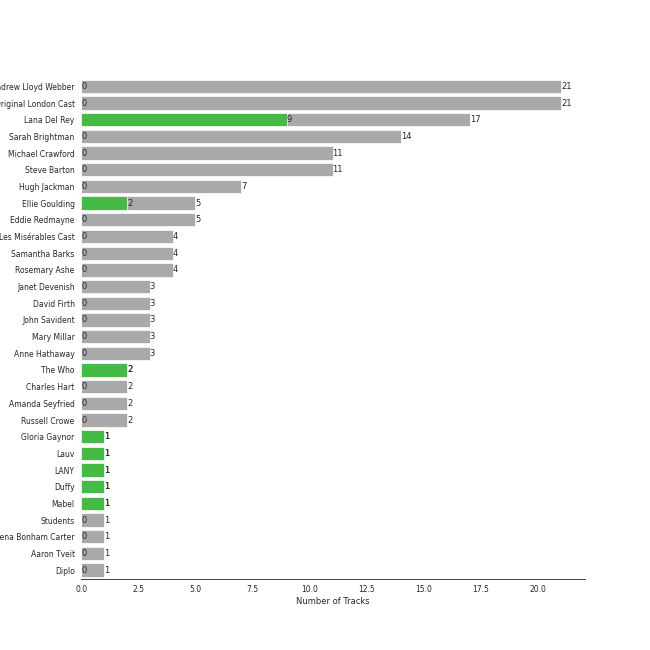 drew Lloyd Webber 0 21
riginal London Cast 0 21
Lana Del Rey 9 17
Sarah Brightman 0 14
Michael Crawford 0 11
Steve Barton 0 11
Hugh Jackman 0 7
Ellie Goulding 2 5
Eddie Redmayne 0 5
Les Misérables Cast 0 4
Samantha Barks 0 4
Rosemary Ashe 0 4
Janet Devenish 0 3
David Firth 0 3
John Savident 0 3
Mary Millar 0 3
Anne Hathaway 0 3
The Who 2
Charles Hart 0 2
Amanda Seyfried 0 2
Russell Crowe 0 2
Gloria Gaynor 1
Lauv 1
LANY 1
Duffy 1
Mabel 1
Students 0 1
ena Bonham Carter 0 1
Aaron Tveit 0 1
Diplo 0 1
0.0 2.5 5.0 7.5 10.0 12.5 15.0 17.5 20.0
Number of Tracks